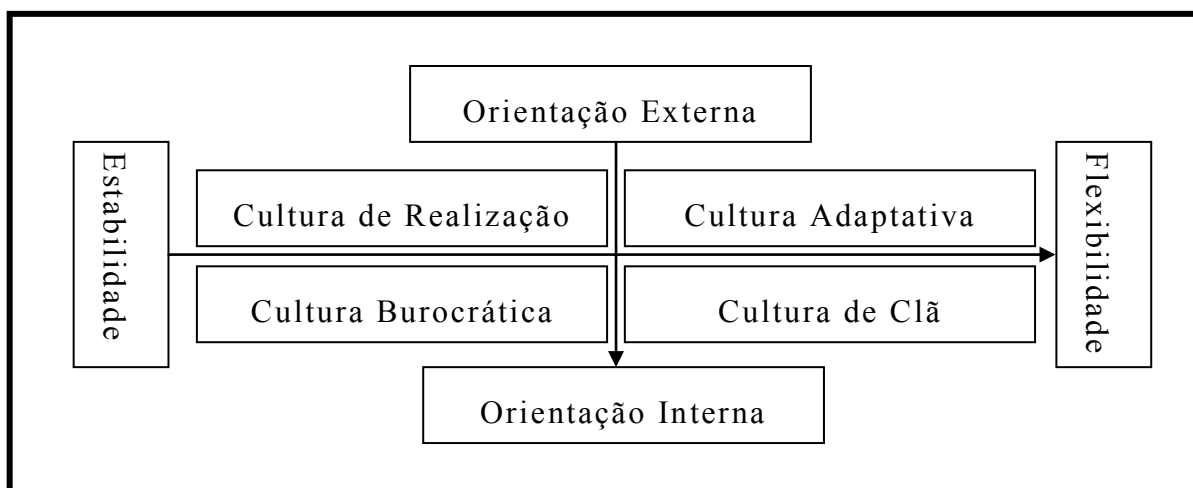 Orientação Externa
Estabilidade
Flexibilidade
Cultura de Realização
Cultura Adaptativa
Cultura Burocrática
Cultura de Clã
Orientação Interna